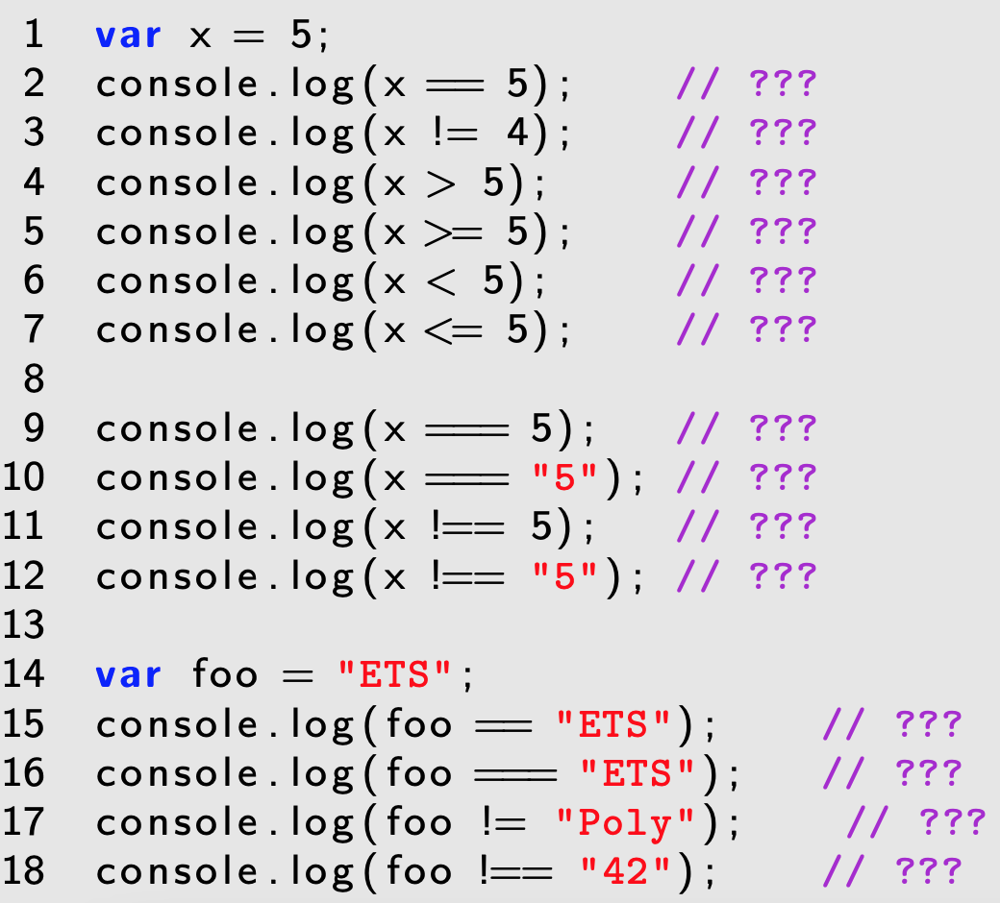 1 var x = 5;
2 console.log(x == 5); // ???
3 console.log(x != 4); // ???
4 console.log(x > 5); // ???
5 console.log(x >= 5); // ???
6 console.log(x < 5); // ???
7 console.log(x <= 5); // ???
8
9 console.log(x === 5); // ???
10 console.log(x === "5"); // ???
11 console.log(x !== 5); // ???
12 console.log(x !== "5"); // ???
13
14 var foo = "ETS";
15 console.log(foo == "ETS"); // ???
16 console.log(foo === "ETS"); // ???
17 console.log(foo != "Poly"); // ???
18 console.log(foo !== "42"); // ???